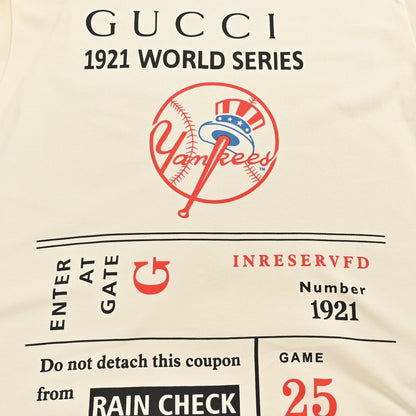 GUCCI
1921 WORLD SERIES
Yankees
TM
ENTER
AT
GATE
G
INRESERVFD
Number
1921
Do not detach this coupon
from
RAIN CHECK
GAME
25